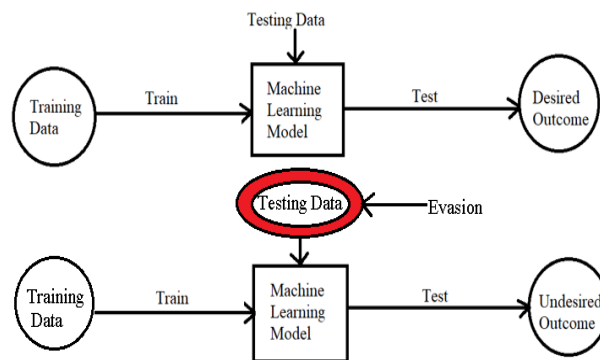 Testing Data
Training
Data
Train
Machine
Learning
Model
Test
Desired
Outcome
Testing Data
Evasion
Training
Data
Train
Machine
Learning
Model
Test
Undesired
Outcome